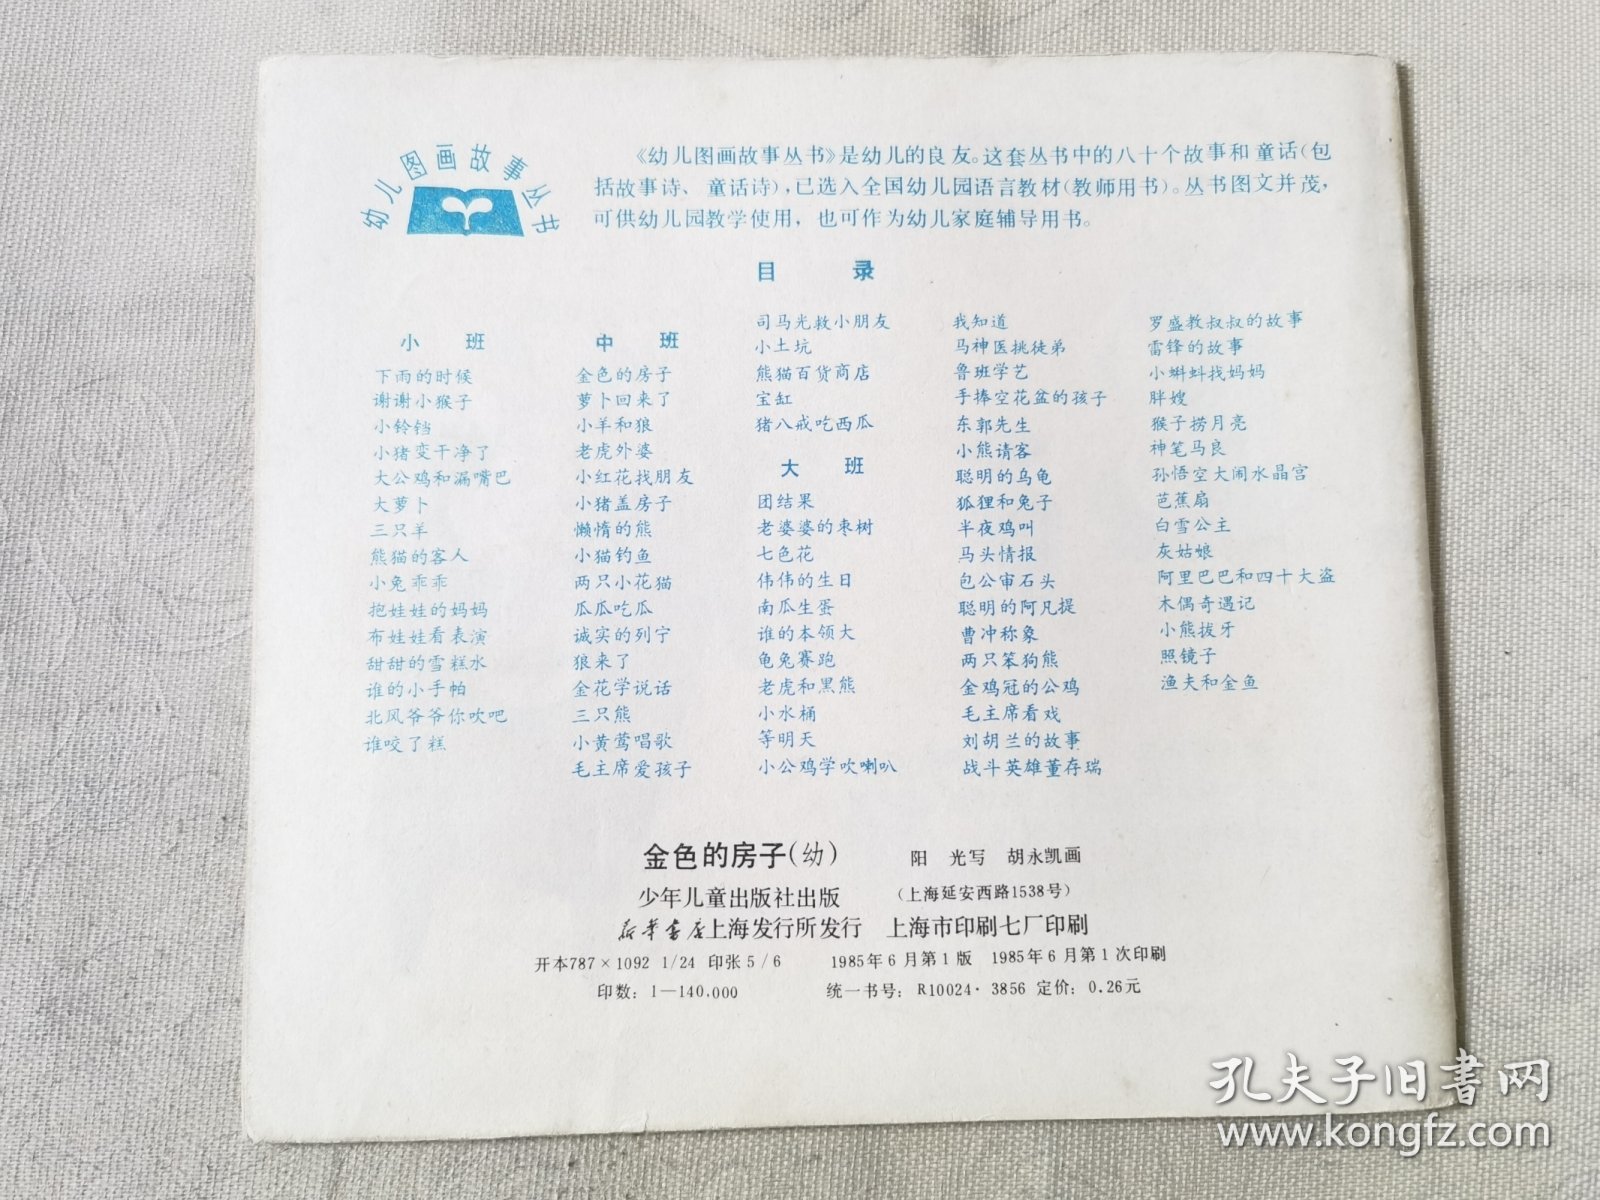 幼儿图画故事丛书
《幼儿图画故事丛书》是幼儿的良友。这套丛书中的八十个故事和童话(包
括故事诗、童话诗),已选入全国幼儿园语言教材(教师用书)。丛书图文并茂,
可供幼儿园教学使用，也可作为幼儿家庭辅导用书。
目 录
小 班
下雨的时候
谢谢小猴子
小铃铛
小猪变干净了
大公鸡和漏嘴巴
大萝卜
三只羊
熊猫的客人
小兔乖乖
抱娃娃的妈妈
布娃娃看表演
甜甜的雪糕水
谁的小手帕
北风爷爷你吹吧
谁咬了糕
中 班
金色的房子
萝卜回来了
小羊和狼
老虎外婆
小红花找朋友
小猪盖房子
懒惰的熊
小猫钓鱼
两只小花猫
瓜瓜吃瓜
诚实的列宁
狼来了
金花学说话
三只熊
小黄莺唱歌
毛主席爱孩子
司马光救小朋友
小土坑
熊猫百货商店
宝缸
猪八戒吃西瓜
大 班
团结果
老婆婆的枣树
七色花
伟伟的生日
南瓜生蛋
谁的本领大
龟兔赛跑
老虎和黑熊
小水桶
等明天
小公鸡学吹喇叭
我知道
马神医挑徒弟
鲁班学艺
手捧空花盆的孩子
东郭先生
小熊请客
聪明的乌龟
狐狸和兔子
半夜鸡叫
马头情报
包公审石头
聪明的阿凡提
曹冲称象
两只笨狗熊
金鸡冠的公鸡
毛主席看戏
刘胡兰的故事
战斗英雄董存瑞
罗盛教叔叔的故事
雷锋的故事
小蝌蚪找妈妈
胖嫂
猴子捞月亮
神笔马良
孙悟空大闹水晶宫
芭蕉扇
白雪公主
灰姑娘
阿里巴巴和四十大盗
木偶奇遇记
小熊拔牙
照镜子
渔夫和金鱼
金色的房子(幼) 阳 光写 胡永凯画
少年儿童出版社出版 (上海延安西路1538号)
新华书店上海发行所发行 上海市印刷七厂印刷
开本787×1092 1/24 印张5/6 1985年6月第1版 1985年6月第1次印刷
印数：1—140,000 统一书号：R10024·3856 定价：0.26元
孔夫子旧书网
www.kongfz.com